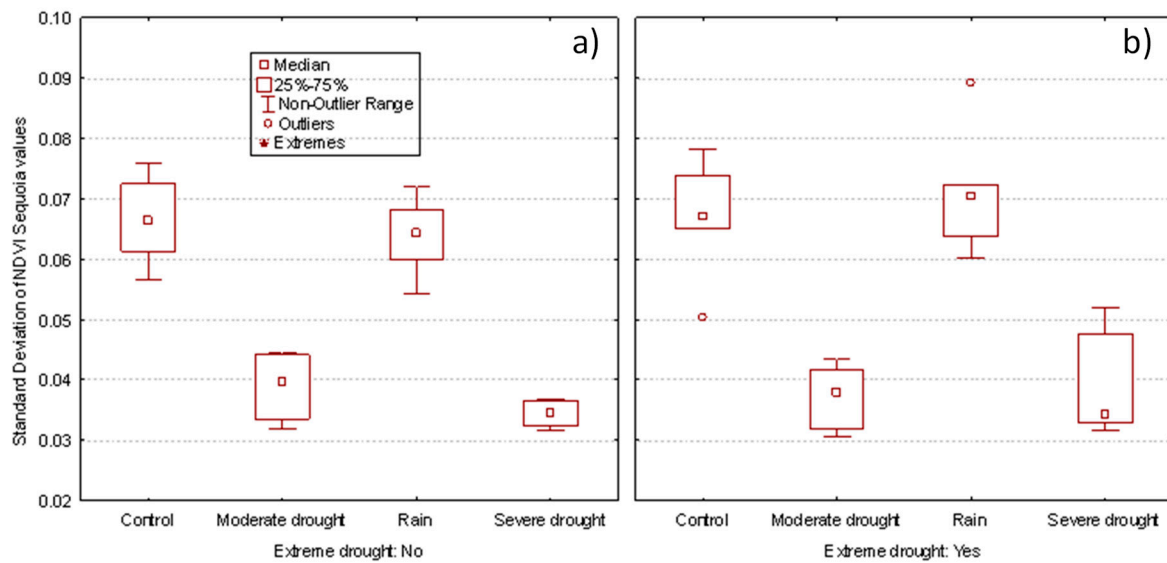 Standard Deviation of NDVI Sequoia values
0.10
0.09
0.08
0.07
0.06
0.05
0.04
0.03
0.02
a)
Median
25%-75%
Non-Outlier Range
Outliers
Extremes
Control Moderate drought Rain Severe drought
Extreme drought: No
b)
Control Moderate drought Rain Severe drought
Extreme drought: Yes